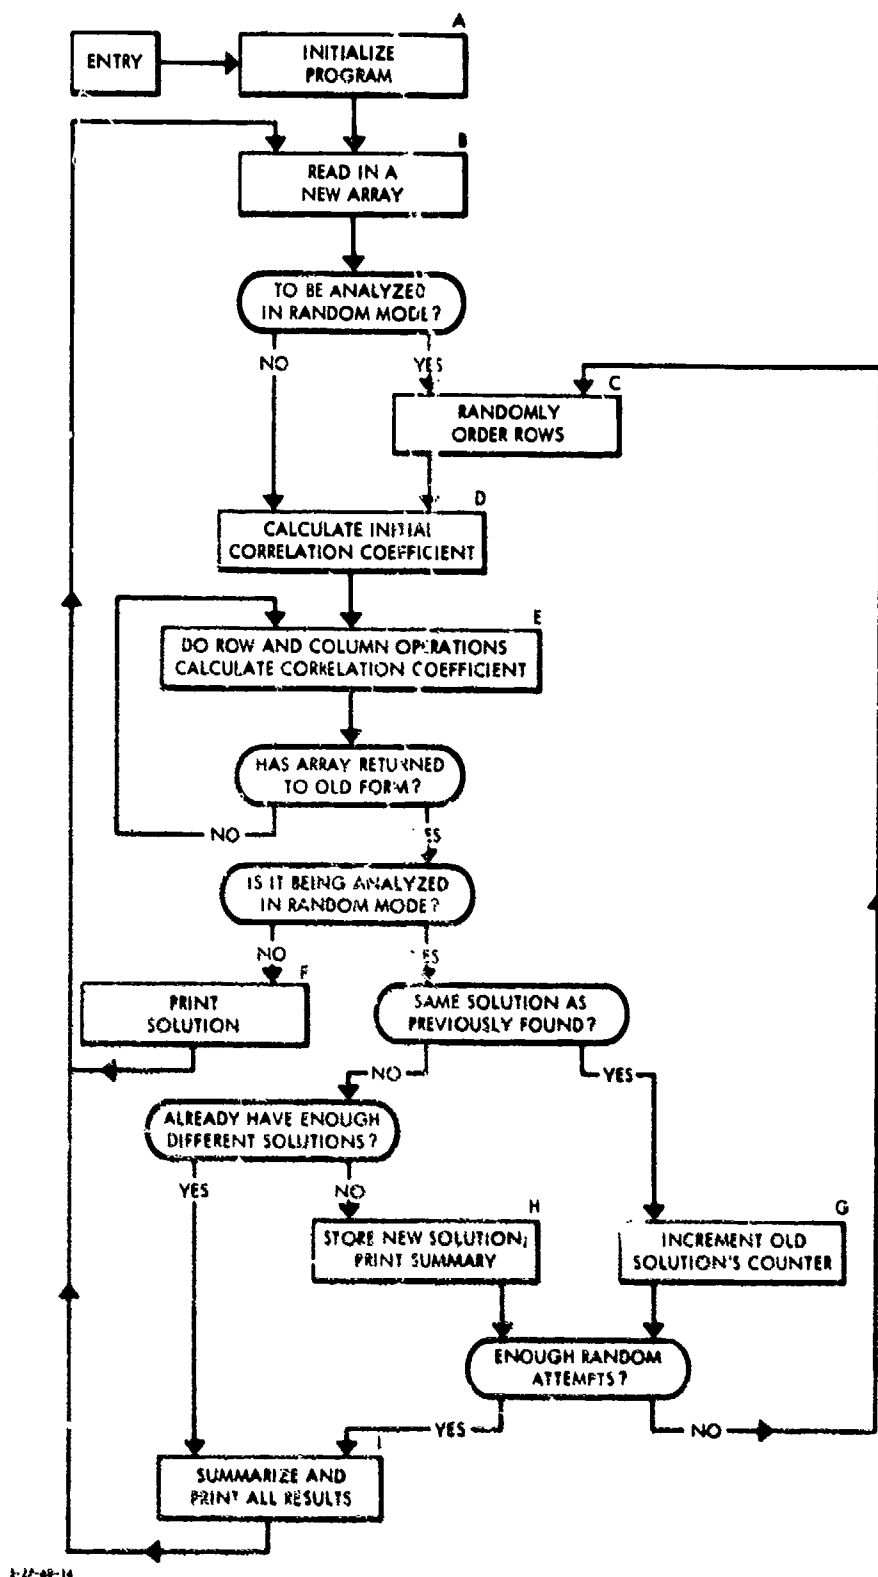 A
ENTRY
INITIALIZE
PROGRAM
B
READ IN A
NEW ARRAY
TO BE ANALYZED
IN RANDOM MODE?
NO
YES
C
RANDOMLY
ORDER ROWS
D
CALCULATE INITIAL
CORRELATION COEFFICIENT
E
DO ROW AND COLUMN OPERATIONS
CALCULATE CORRELATION COEFFICIENT
HAS ARRAY RETURNED
TO OLD FORM?
NO
YES
IS IT BEING ANALYZED
IN RANDOM MODE?
NO
YES
F
PRINT
SOLUTION
SAME SOLUTION AS
PREVIOUSLY FOUND?
NO
YES
ALREADY HAVE ENOUGH
DIFFERENT SOLUTIONS?
YES
NO
H
STORE NEW SOLUTION;
PRINT SUMMARY
G
INCREMENT OLD
SOLUTION'S COUNTER
ENOUGH RANDOM
ATTEMPTS?
YES
NO
I
SUMMARIZE AND
PRINT ALL RESULTS